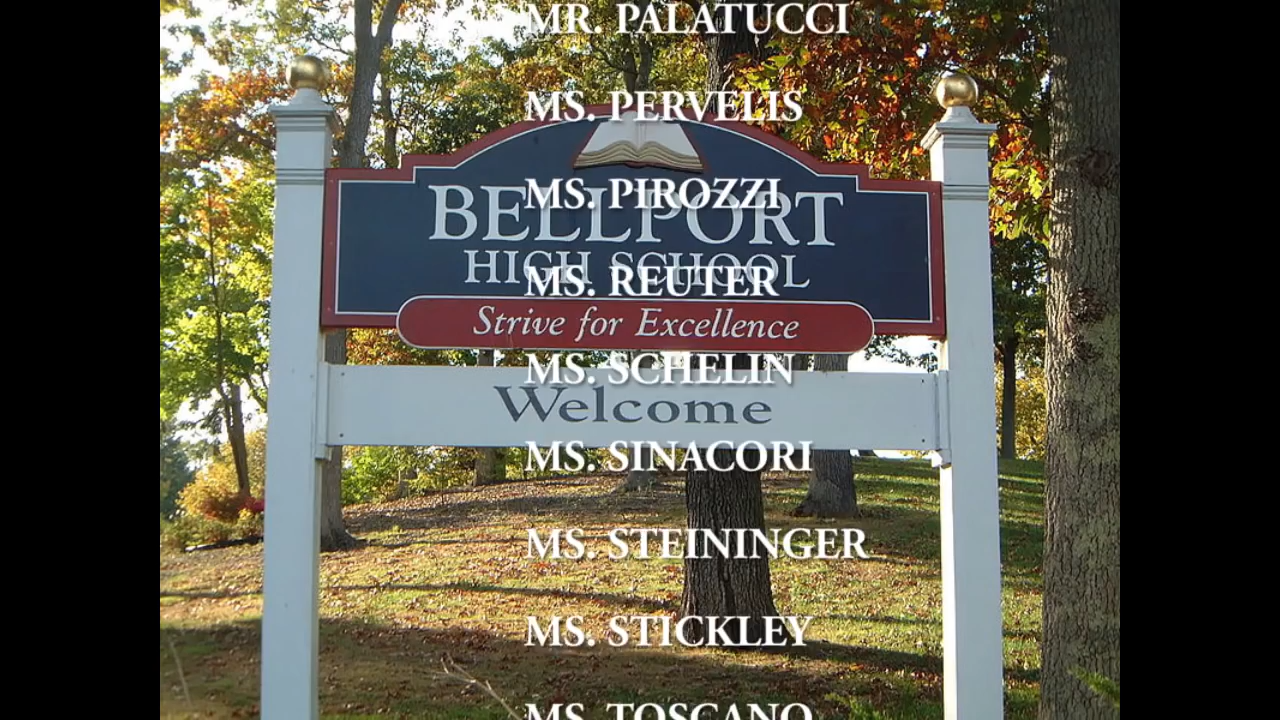 MR. PALATUCCI
MS. PERVELIS
MS. PIROZZI
BELLPORT
HIGH SCHOOL
MS. REUTER
Strive for Excellence
MS. SCHELIN
Welcome
MS. SINACORI
MS. STEININGER
MS. STICKLEY
MS. TOSCANO